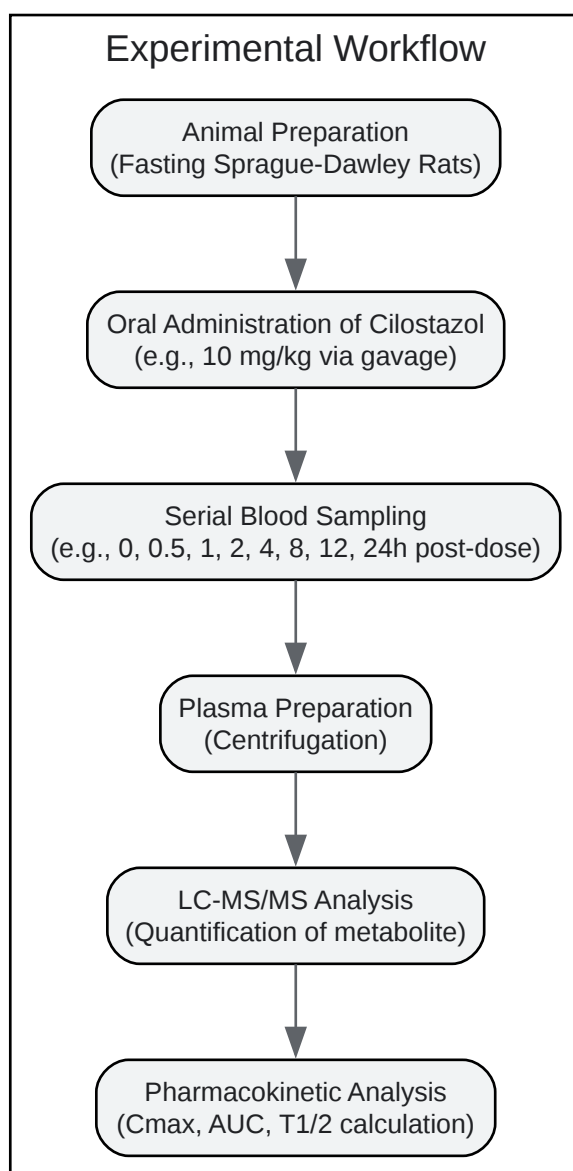 Experimental Workflow
Animal Preparation
(Fasting Sprague-Dawley Rats)
Oral Administration of Cilostazol
(e.g., 10 mg/kg via gavage)
Serial Blood Sampling
(e.g., 0, 0.5, 1, 2, 4, 8, 12, 24h post-dose)
Plasma Preparation
(Centrifugation)
LC-MS/MS Analysis
(Quantification of metabolite)
Pharmacokinetic Analysis
(Cmax, AUC, T1/2 calculation)